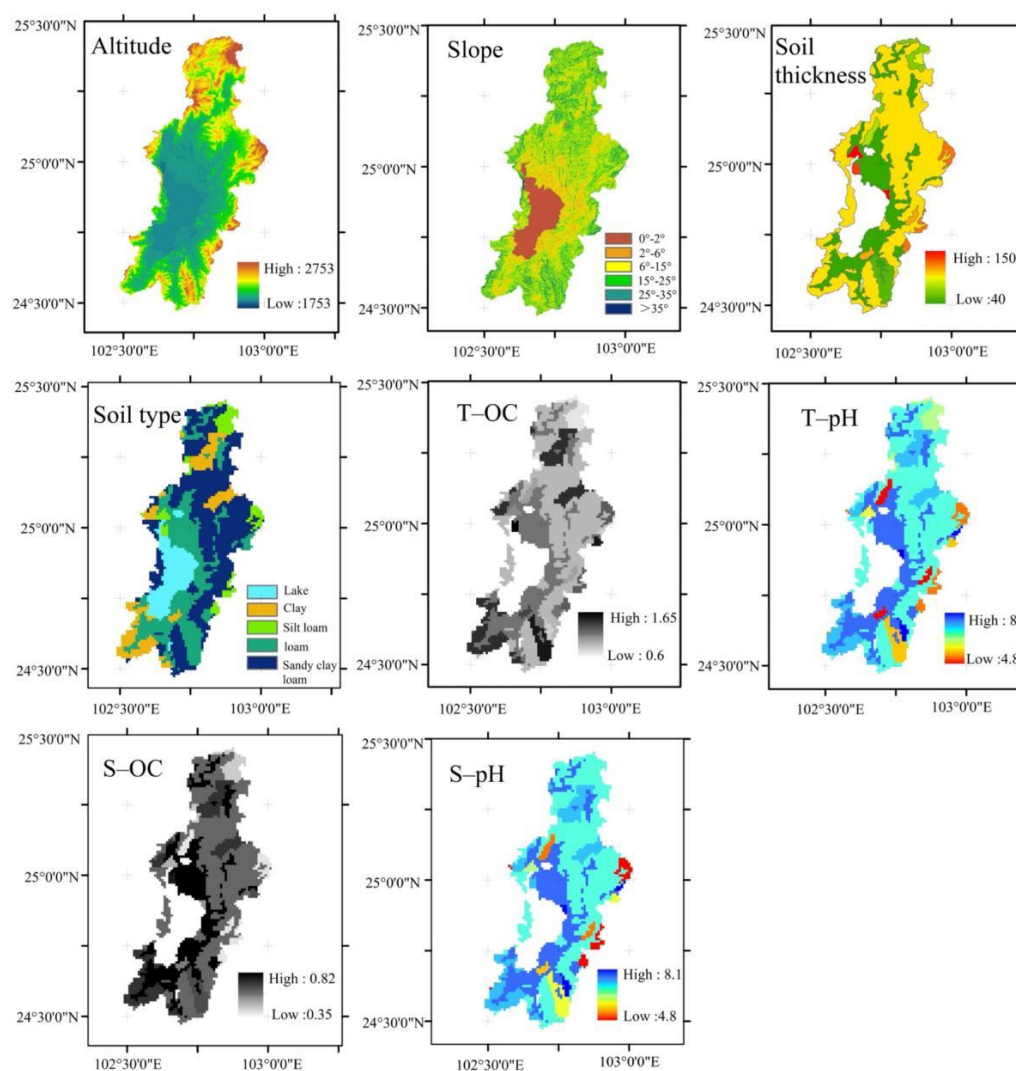 25°30'0"N
Altitude
25°0'0"N
High : 2753
Low :1753
24°30'0"N
102°30'0"E
103°0'0"E
25°30'0"N
Slope
25°0'0"N
0°-2°
2°-6°
6°-15°
15°-25°
25°-35°
>35°
24°30'0"N
102°30'0"E
103°0'0"E
25°30'0"N
Soil
thickness
25°0'0"N
High : 150
Low :40
24°30'0"N
102°30'0"E
103°0'0"E
25°30'0"N
Soil type
25°0'0"N
Lake
Clay
Silt loam
loam
Sandy clay
loam
24°30'0"N
102°30'0"E
103°0'0"E
25°30'0"N
T–OC
25°0'0"N
High : 1.65
Low : 0.6
24°30'0"N
102°30'0"E
103°0'0"E
25°30'0"N
T–pH
25°0'0"N
High : 8
Low :4.8
24°30'0"N
102°30'0"E
103°0'0"E
25°30'0"N
S–OC
25°0'0"N
High : 0.82
Low :0.35
24°30'0"N
102°30'0"E
103°0'0"E
25°30'0"N
S–pH
25°0'0"N
High : 8.1
Low :4.8
24°30'0"N
102°30'0"E
103°0'0"E